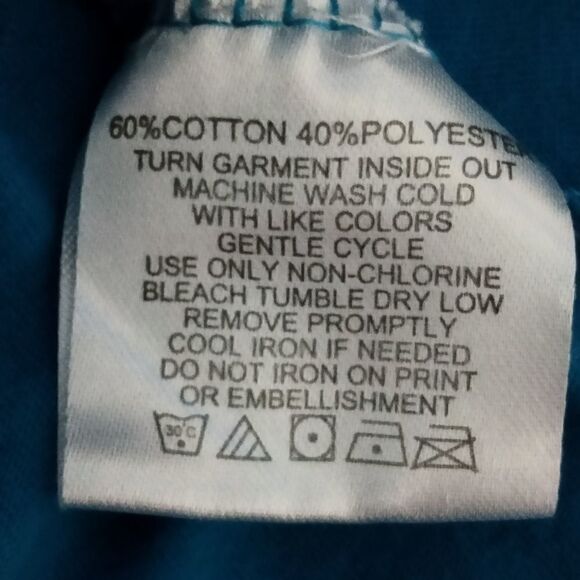 60%COTTON 40%POLYESTER
TURN GARMENT INSIDE OUT
MACHINE WASH COLD
WITH LIKE COLORS
GENTLE CYCLE
USE ONLY NON-CHLORINE
BLEACH TUMBLE DRY LOW
REMOVE PROMPTLY
COOL IRON IF NEEDED
DO NOT IRON ON PRINT
OR EMBELLISHMENT
30°C